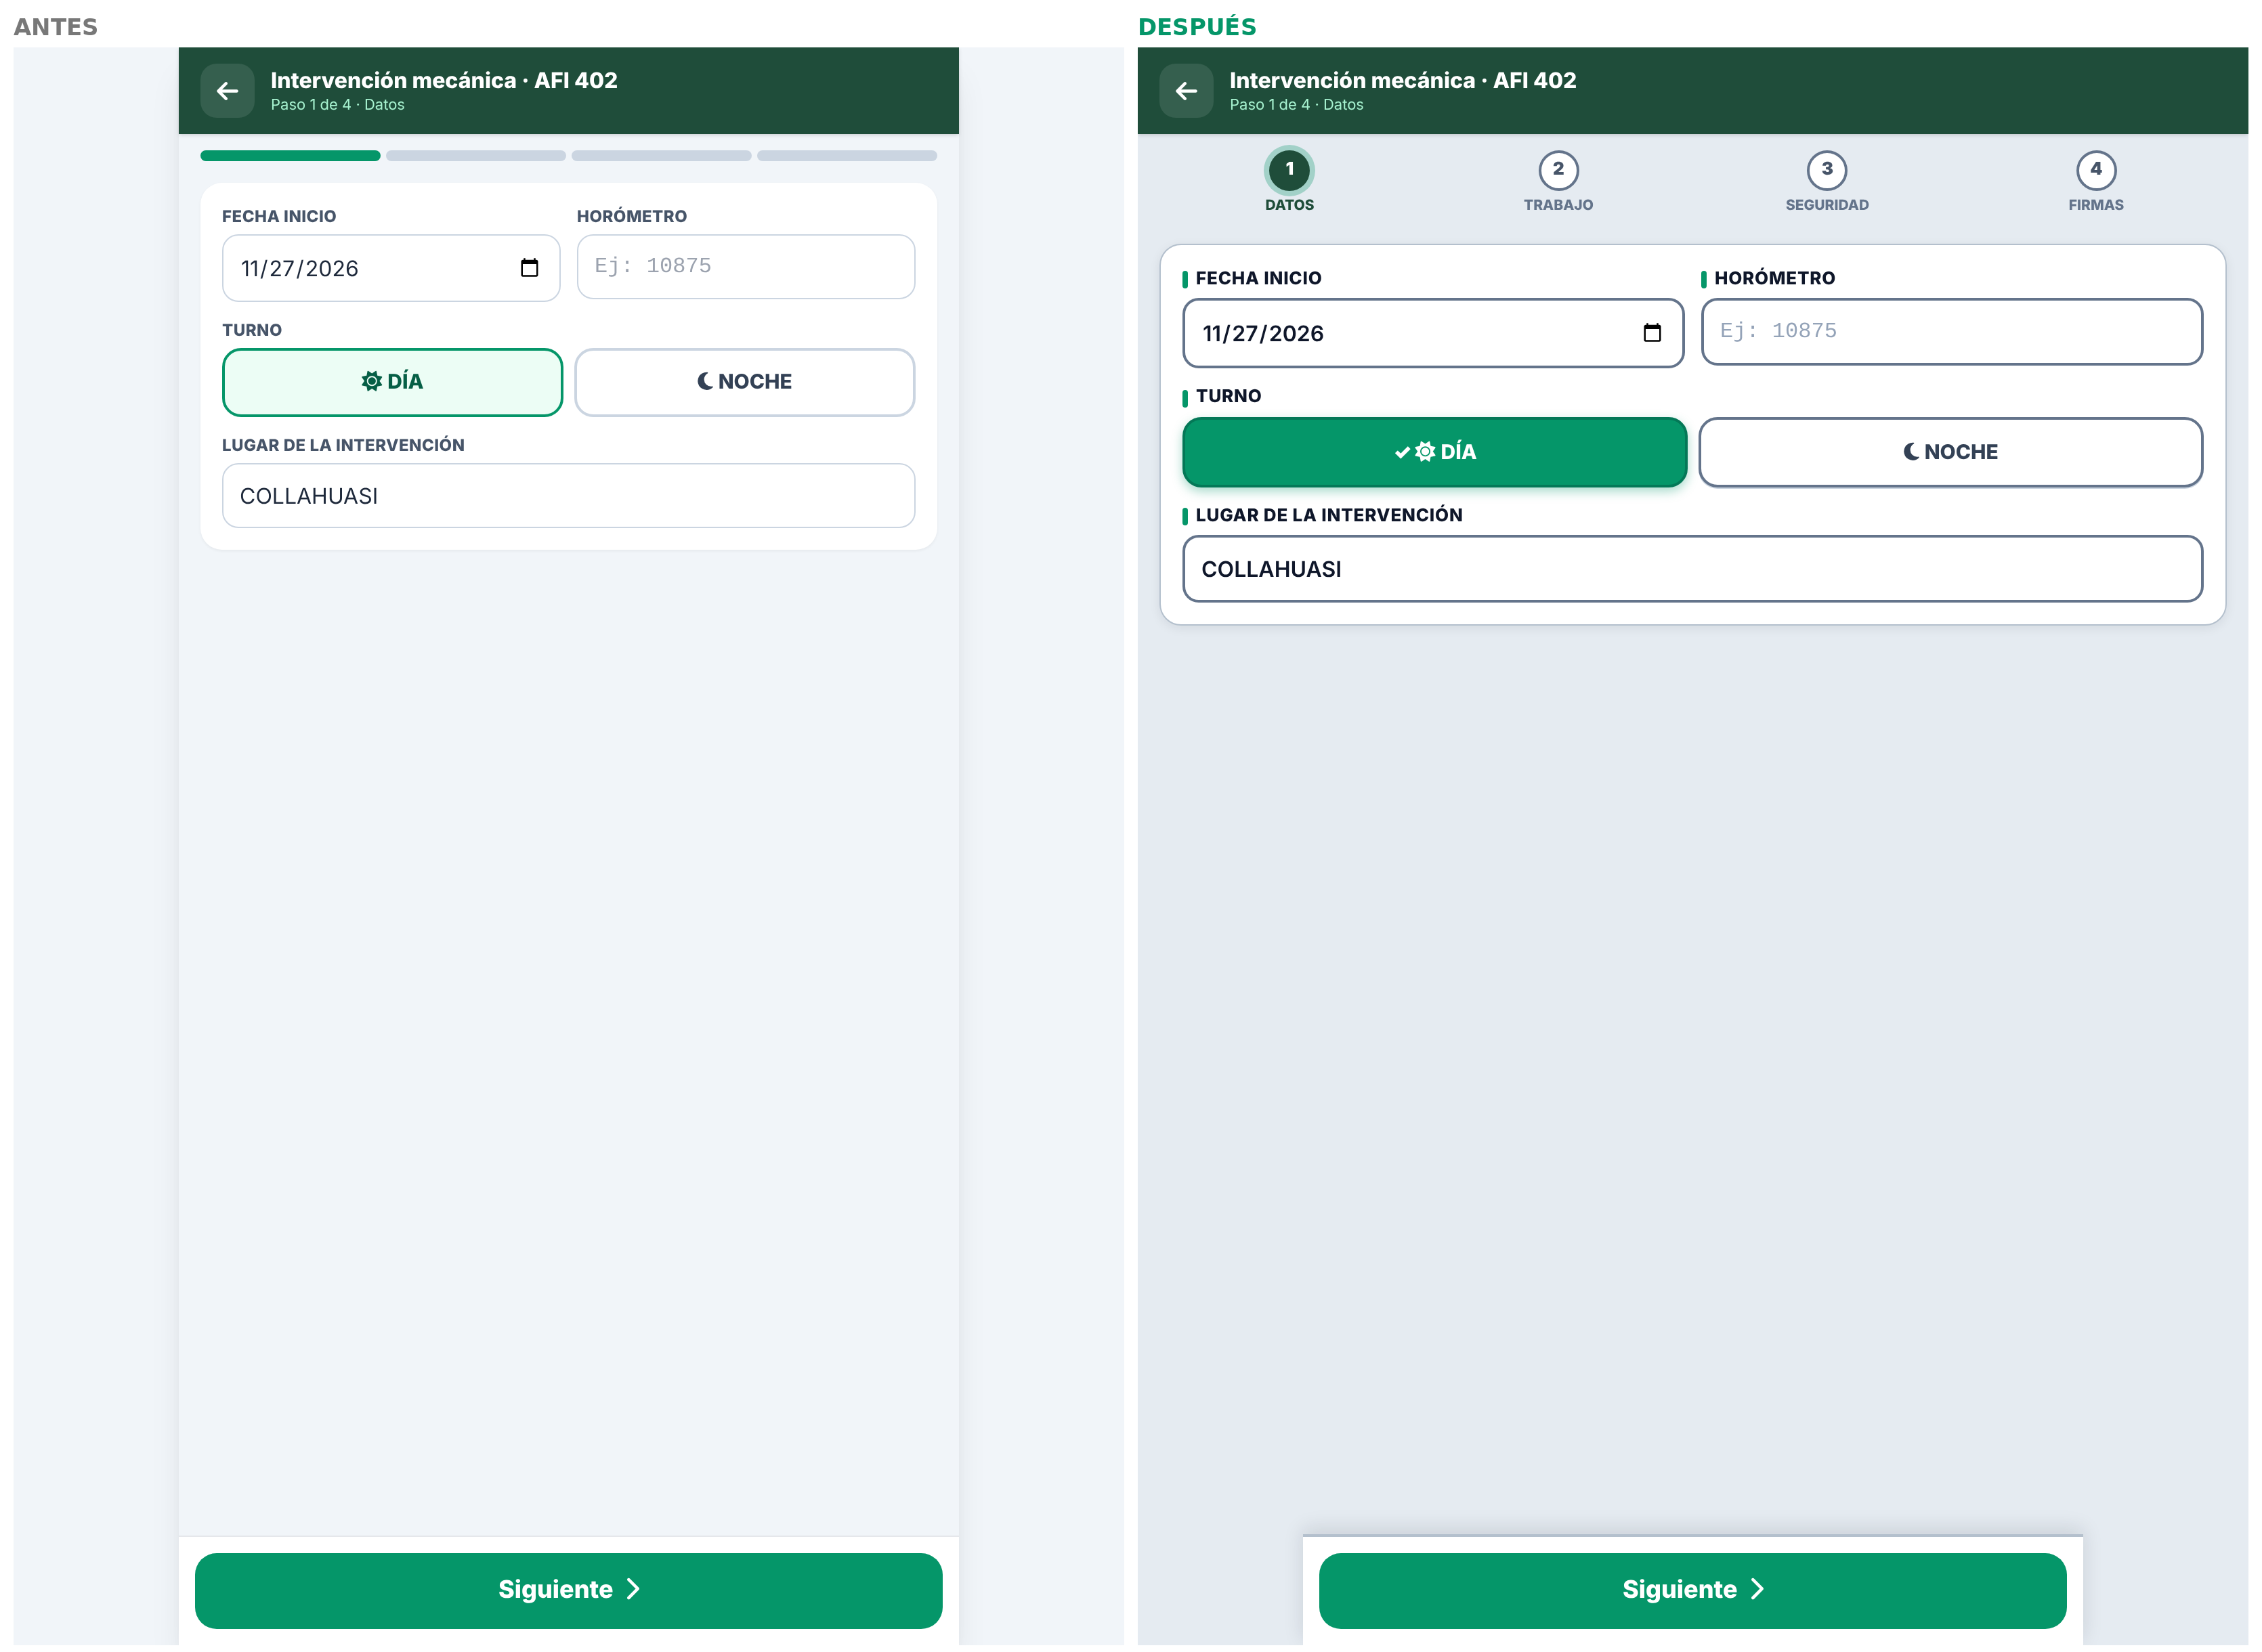 ANTES
Intervención mecánica · AFI 402
Paso 1 de 4 · Datos
FECHA INICIO
HORÓMETRO
11/27/2026
Ej: 10875
TURNO
DÍA
NOCHE
LUGAR DE LA INTERVENCIÓN
COLLAHUASI
Siguiente
DESPUÉS
Intervención mecánica · AFI 402
Paso 1 de 4 · Datos
1
2
3
4
DATOS
TRABAJO
SEGURIDAD
FIRMAS
FECHA INICIO
HORÓMETRO
11/27/2026
Ej: 10875
TURNO
DÍA
NOCHE
LUGAR DE LA INTERVENCIÓN
COLLAHUASI
Siguiente